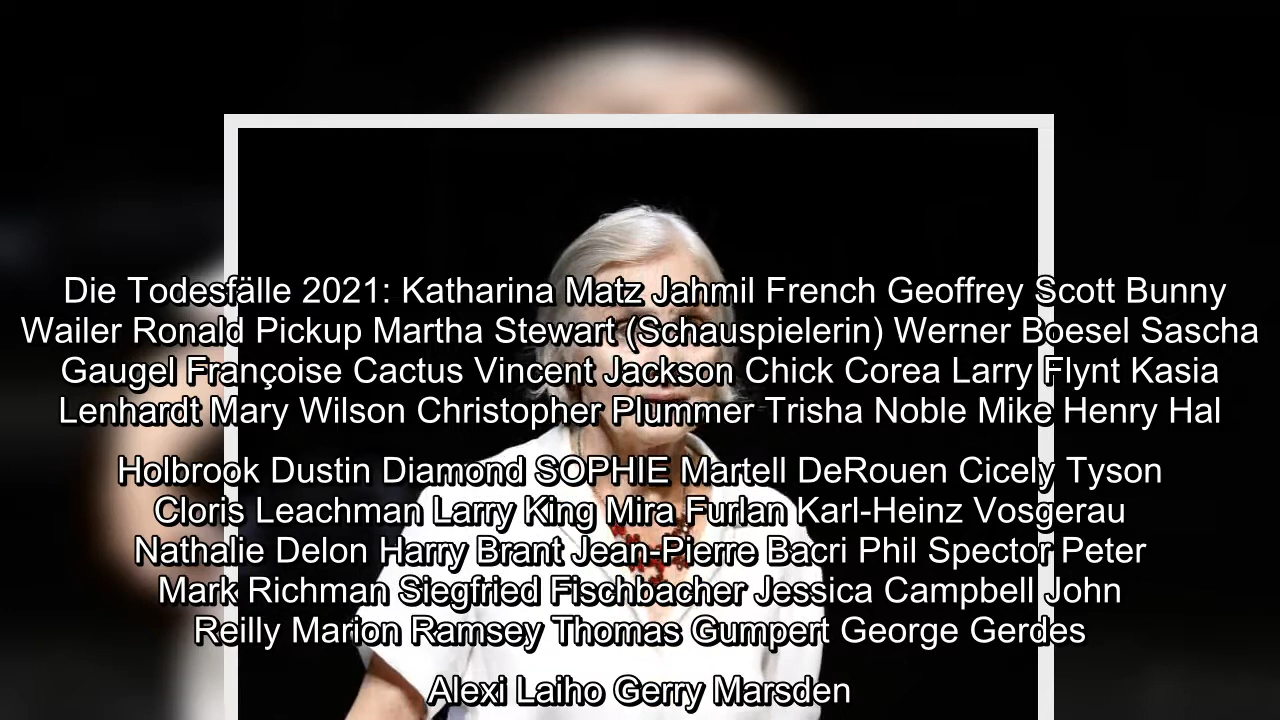 Die Todesfälle 2021: Katharina Matz Jahmil French Geoffrey Scott Bunny
Wailer Ronald Pickup Martha Stewart (Schauspielerin) Werner Boesel Sascha
Gaugel Françoise Cactus Vincent Jackson Chick Corea Larry Flynt Kasia
Lenhardt Mary Wilson Christopher Plummer Trisha Noble Mike Henry Hal
Holbrook Dustin Diamond SOPHIE Martell DeRouen Cicely Tyson
Cloris Leachman Larry King Mira Furlan Karl-Heinz Vosgerau
Nathalie Delon Harry Brant Jean-Pierre Bacri Phil Spector Peter
Mark Richman Siegfried Fischbacher Jessica Campbell John
Reilly Marion Ramsey Thomas Gumpert George Gerdes
Alexi Laiho Gerry Marsden